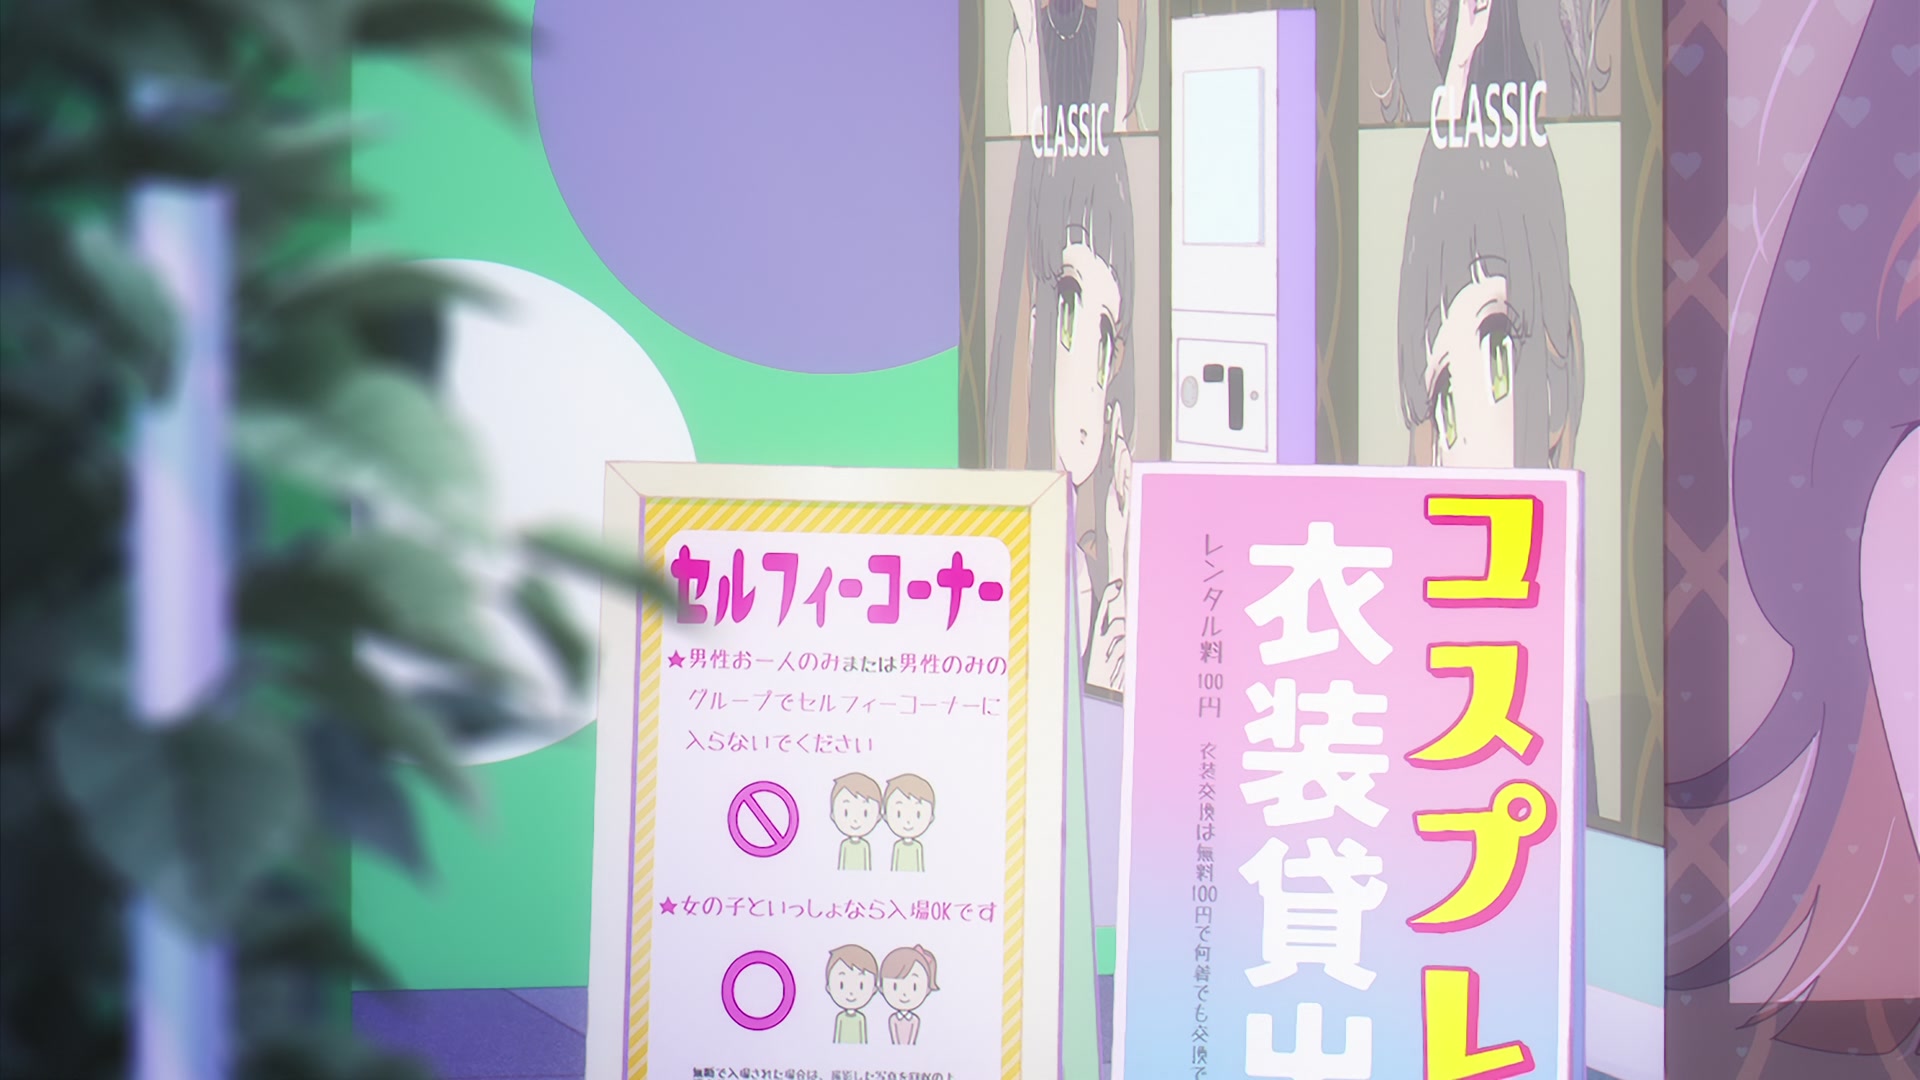 CLASSIC
CLASSIC
セルフィーコーナー
★男性お一人のみまたは男性のみの
グループでセルフィーコーナーに
入らないでください
★女の子といっしょなら入場OKです
コスプレ
衣装貸出
レンタル料100円 衣装交換は無料100円で何着でも交換で